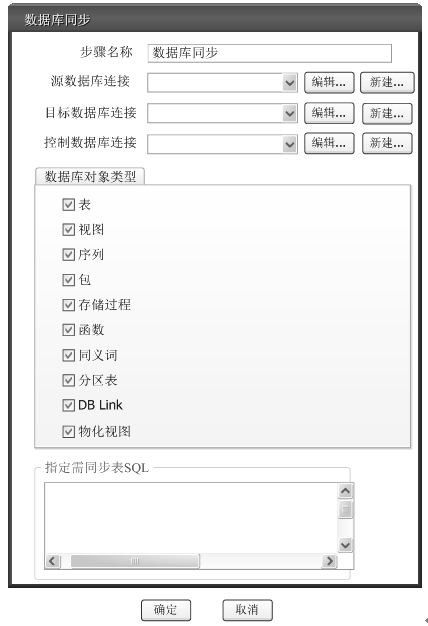 数据库同步
步骤名称 数据库同步
源数据库连接 编辑... 新建...
目标数据库连接 编辑... 新建...
控制数据库连接 编辑... 新建...
数据库对象类型
表
视图
序列
包
存储过程
函数
同义词
分区表
DB Link
物化视图
指定需同步表SQL
确定 取消